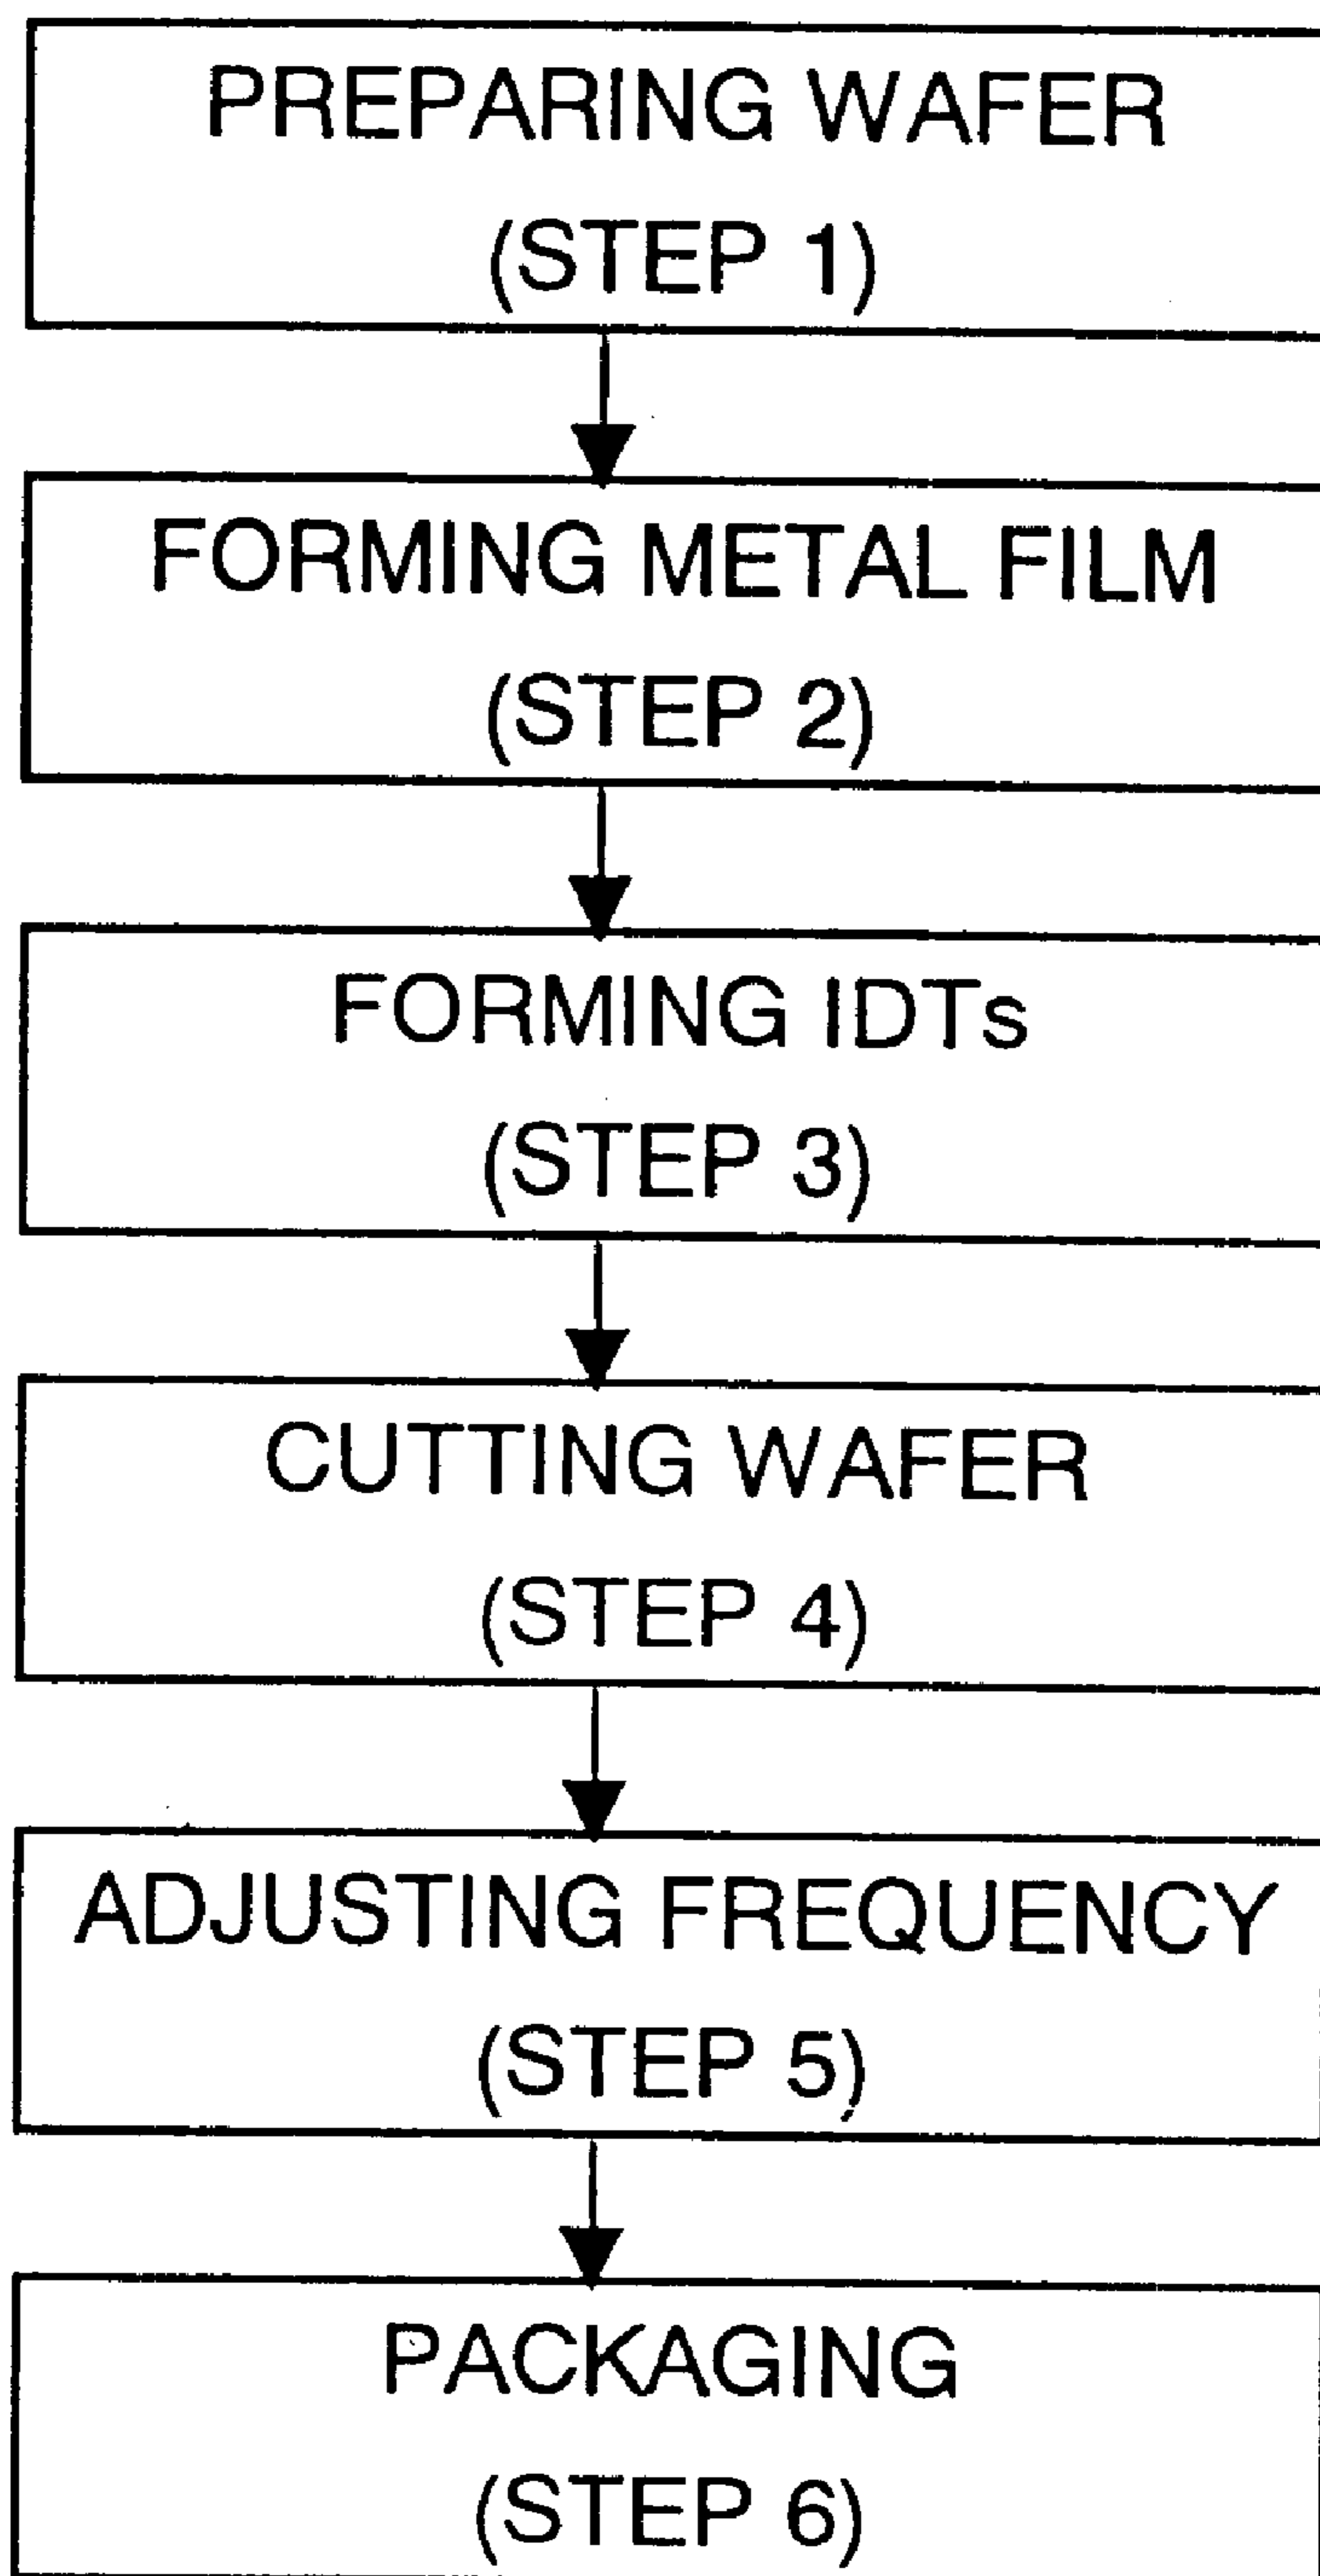 PREPARING WAFER
(STEP 1)
FORMING METAL FILM
(STEP 2)
FORMING IDTs
(STEP 3)
CUTTING WAFER
(STEP 4)
ADJUSTING FREQUENCY
(STEP 5)
PACKAGING
(STEP 6)